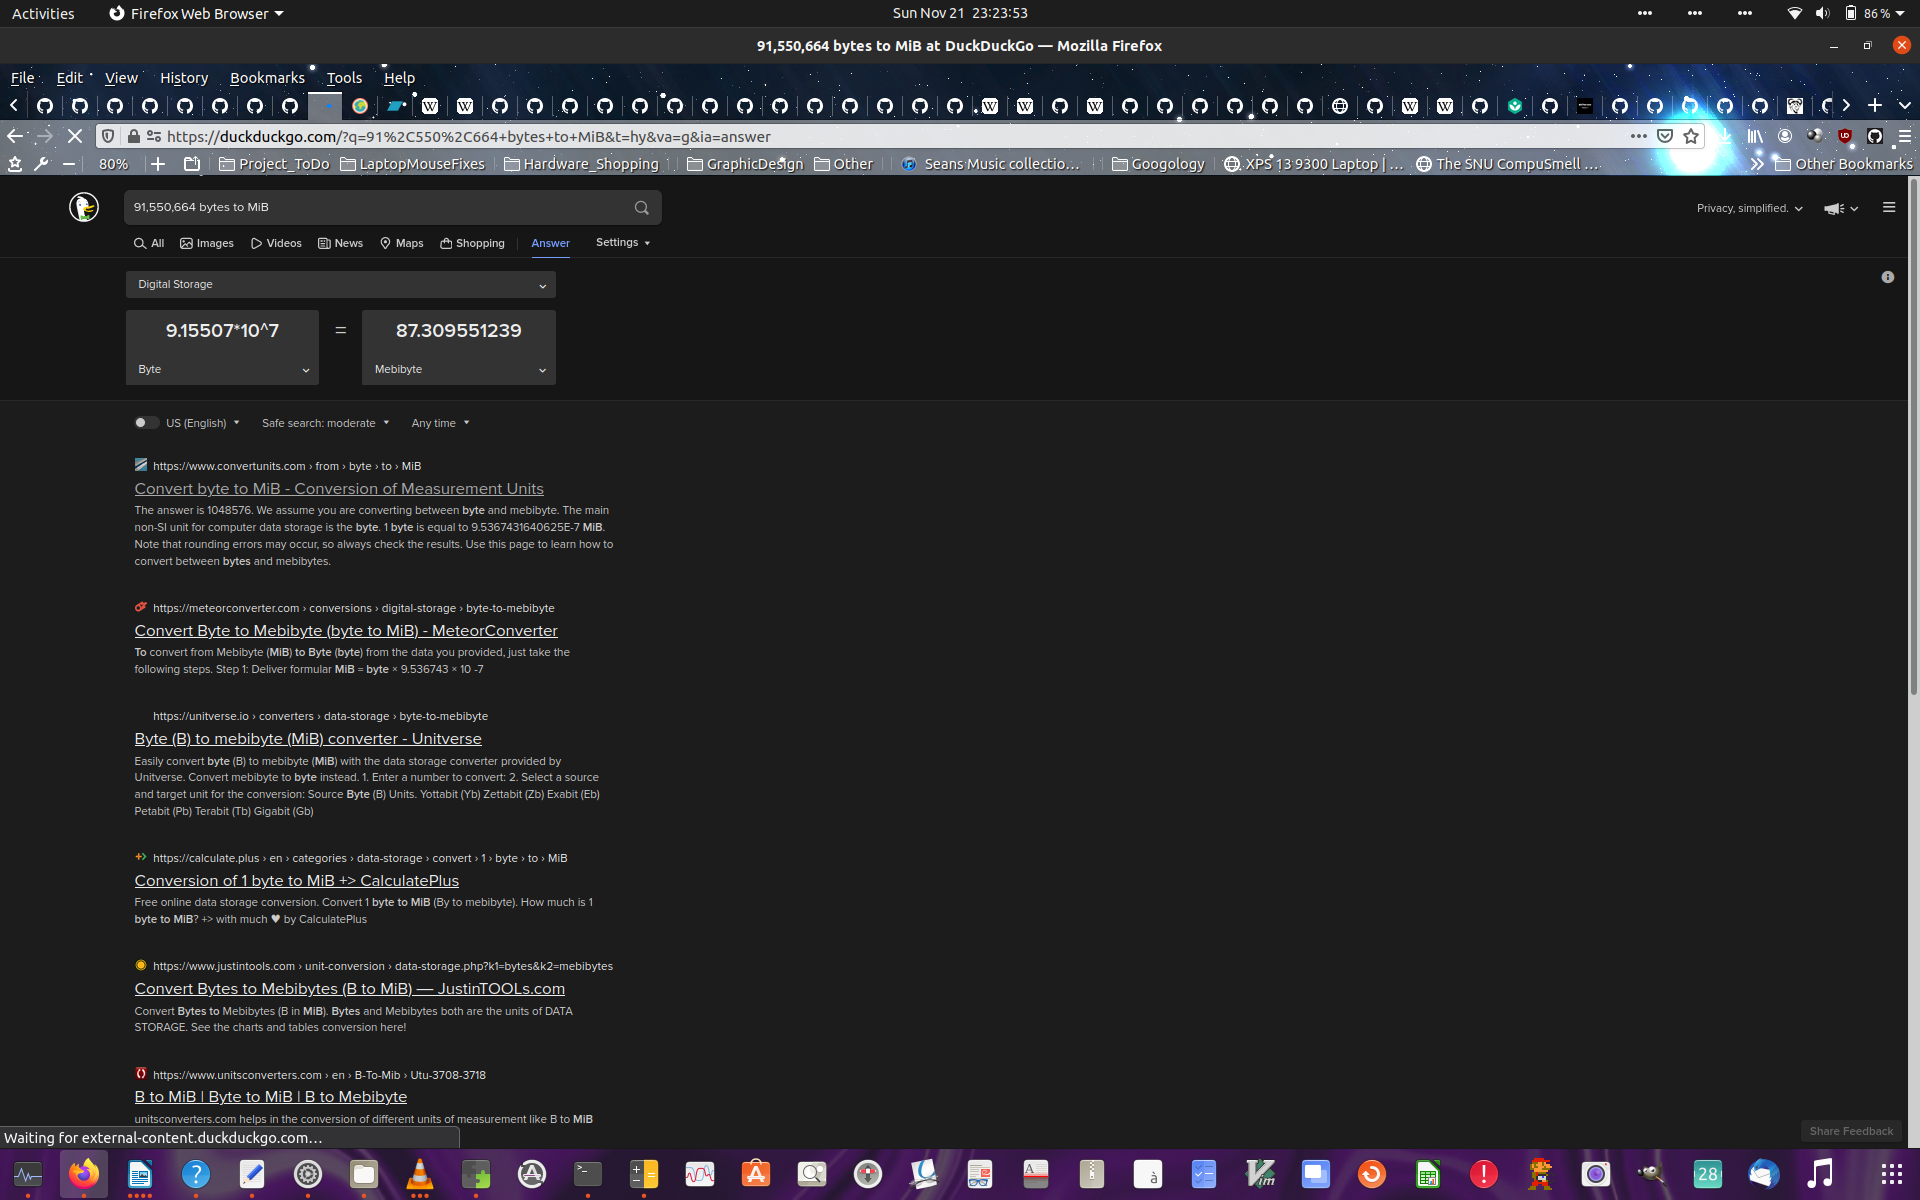 Activities Firefox Web Browser Sun Nov 21 23:23:53 86%
91,550,664 bytes to MiB at DuckDuckGo — Mozilla Firefox
File Edit View History Bookmarks Tools Help
https://duckduckgo.com/?q=91%2C550%2C664+bytes+to+MiB&t=hy&va=g&ia=answer
80% Project_ToDo LaptopMouseFixes Hardware_Shopping GraphicDesign Other Seans Music collectio… Googology XPS 13 9300 Laptop | … The SNU CompuSmell … Other Bookmarks
91,550,664 bytes to MiB
Privacy, simplified.
All Images Videos News Maps Shopping Answer Settings
Digital Storage
9.15507*10^7 = 87.309551239
Byte Mebibyte
US (English) Safe search: moderate Any time
https://www.convertunits.com › from › byte › to › MiB
Convert byte to MiB - Conversion of Measurement Units
The answer is 1048576. We assume you are converting between byte and mebibyte. The main
non-SI unit for computer data storage is the byte. 1 byte is equal to 9.5367431640625E-7 MiB.
Note that rounding errors may occur, so always check the results. Use this page to learn how to
convert between bytes and mebibytes.
https://meteorconverter.com › conversions › digital-storage › byte-to-mebibyte
Convert Byte to Mebibyte (byte to MiB) - MeteorConverter
To convert from Mebibyte (MiB) to Byte (byte) from the data you provided, just take the
following steps. Step 1: Deliver formular MiB = byte × 9.536743 × 10 -7
https://unitverse.io › converters › data-storage › byte-to-mebibyte
Byte (B) to mebibyte (MiB) converter - Unitverse
Easily convert byte (B) to mebibyte (MiB) with the data storage converter provided by
Unitverse. Convert mebibyte to byte instead. 1. Enter a number to convert: 2. Select a source
and target unit for the conversion: Source Byte (B) Units. Yottabit (Yb) Zettabit (Zb) Exabit (Eb)
Petabit (Pb) Terabit (Tb) Gigabit (Gb)
https://calculate.plus › en › categories › data-storage › convert › 1 › byte › to › MiB
Conversion of 1 byte to MiB +> CalculatePlus
Free online data storage conversion. Convert 1 byte to MiB (By to mebibyte). How much is 1
byte to MiB? +> with much ♥ by CalculatePlus
https://www.justintools.com › unit-conversion › data-storage.php?k1=bytes&k2=mebibytes
Convert Bytes to Mebibytes (B to MiB) — JustinTOOLs.com
Convert Bytes to Mebibytes (B in MiB). Bytes and Mebibytes both are the units of DATA
STORAGE. See the charts and tables conversion here!
https://www.unitsconverters.com › en › B-To-Mib › Utu-3708-3718
B to MiB | Byte to MiB | B to Mebibyte
unitsconverters.com helps in the conversion of different units of measurement like B to MiB
Share Feedback
Waiting for external-content.duckduckgo.com…
28